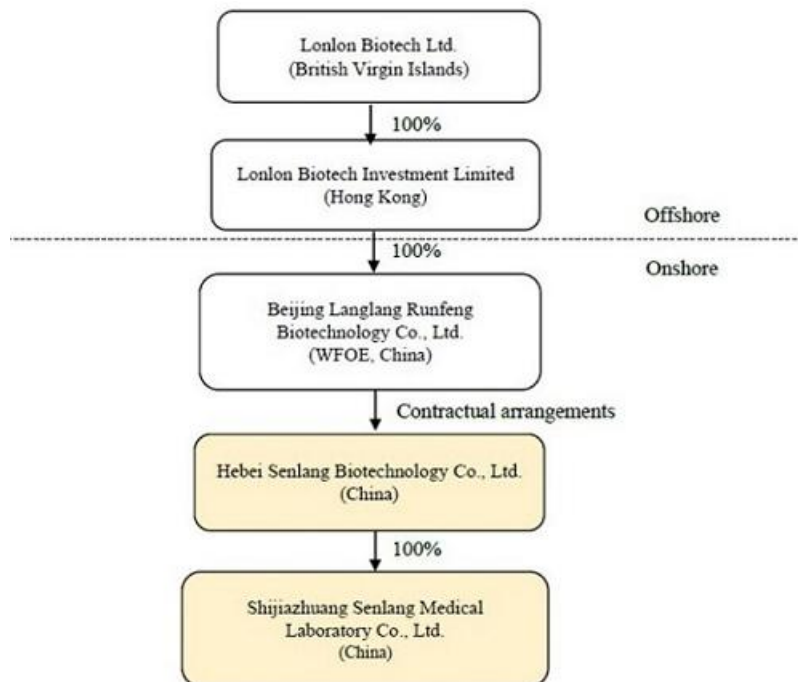 Lonlon Biotech Ltd.
(British Virgin Islands)
100%
Lonlon Biotech Investment Limited
(Hong Kong)
Offshore
100%
Onshore
Beijing Langlang Runfeng
Biotechnology Co., Ltd.
(WFOE, China)
Contractual arrangements
Hebei Senlang Biotechnology Co., Ltd.
(China)
100%
Shijiazhuang Senlang Medical
Laboratory Co., Ltd.
(China)